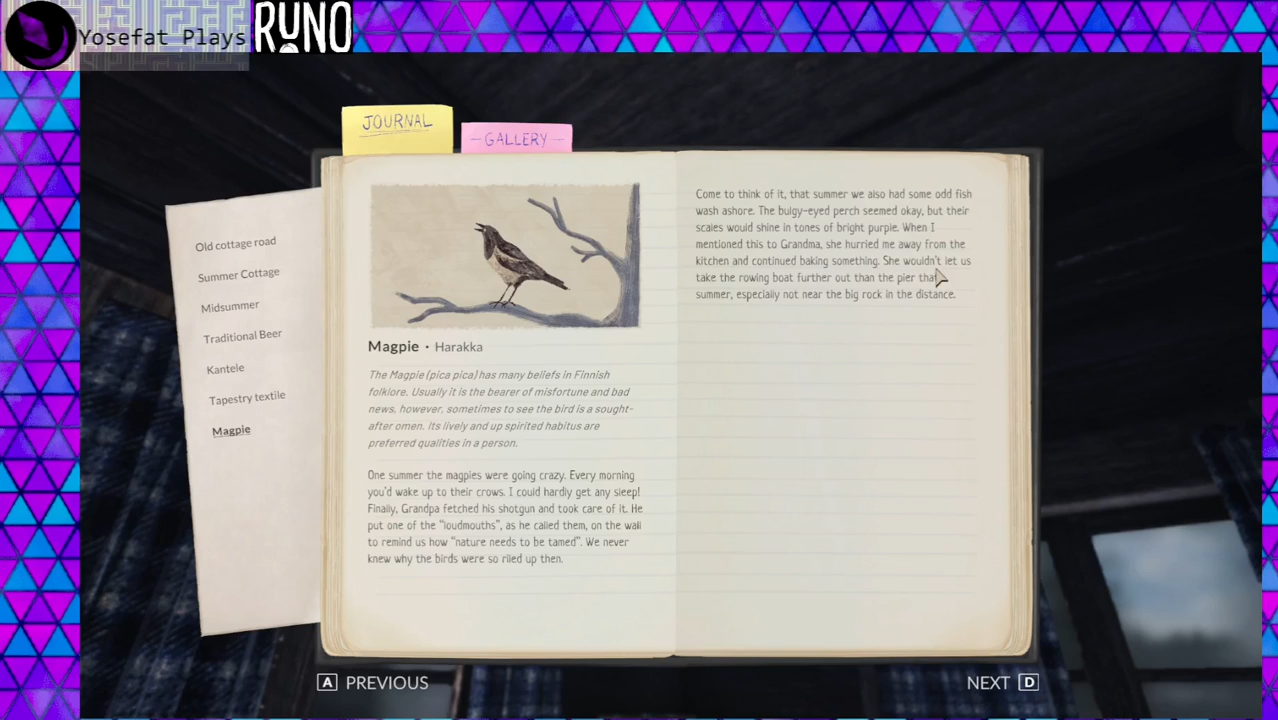 Yosefat Plays
RUNO
JOURNAL
- GALLERY -
Old cottage road
Summer Cottage
Midsummer
Traditional Beer
Kantele
Tapestry textile
Magpie
Magpie · Harakka
The Magpie (pica pica) has many beliefs in Finnish
folklore. Usually it is the bearer of misfortune and bad
news, however, sometimes to see the bird is a sought-
after omen. Its lively and up spirited habitus are
preferred qualities in a person.
One summer the magpies were going crazy. Every morning
you'd wake up to their crows. I could hardly get any sleep!
Finally, Grandpa fetched his shotgun and took care of it. He
put one of the "loudmouths", as he called them, on the wall
to remind us how "nature needs to be tamed". We never
knew why the birds were so riled up then.
Come to think of it, that summer we also had some odd fish
wash ashore. The bulgy-eyed perch seemed okay, but their
scales would shine in tones of bright purple. When I
mentioned this to Grandma, she hurried me away from the
kitchen and continued baking something. She wouldn't let us
take the rowing boat further out than the pier that
summer, especially not near the big rock in the distance.
A PREVIOUS
NEXT D